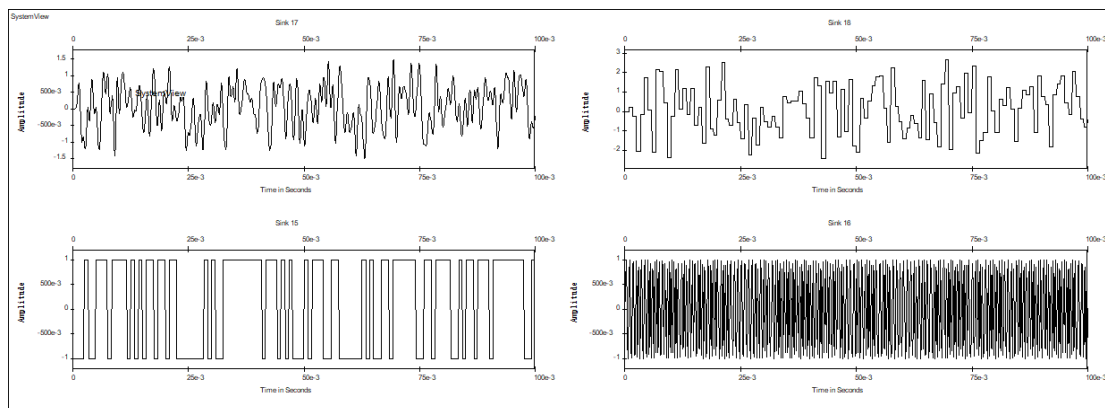 SystemView
Sink 17
0 25e-3 50e-3 75e-3 100e-3
1.5
1
500e-3
0
-500e-3
-1
-1.5
Amplitude
SystemView
0 25e-3 50e-3 75e-3 100e-3
Time in Seconds
Sink 18
0 25e-3 50e-3 75e-3 100e-3
3
2
1
0
-1
-2
Amplitude
0 25e-3 50e-3 75e-3 100e-3
Time in Seconds
Sink 15
0 25e-3 50e-3 75e-3 100e-3
1
500e-3
0
-500e-3
-1
Amplitude
0 25e-3 50e-3 75e-3 100e-3
Time in Seconds
Sink 16
0 25e-3 50e-3 75e-3 100e-3
1
500e-3
0
-500e-3
-1
Amplitude
0 25e-3 50e-3 75e-3 100e-3
Time in Seconds